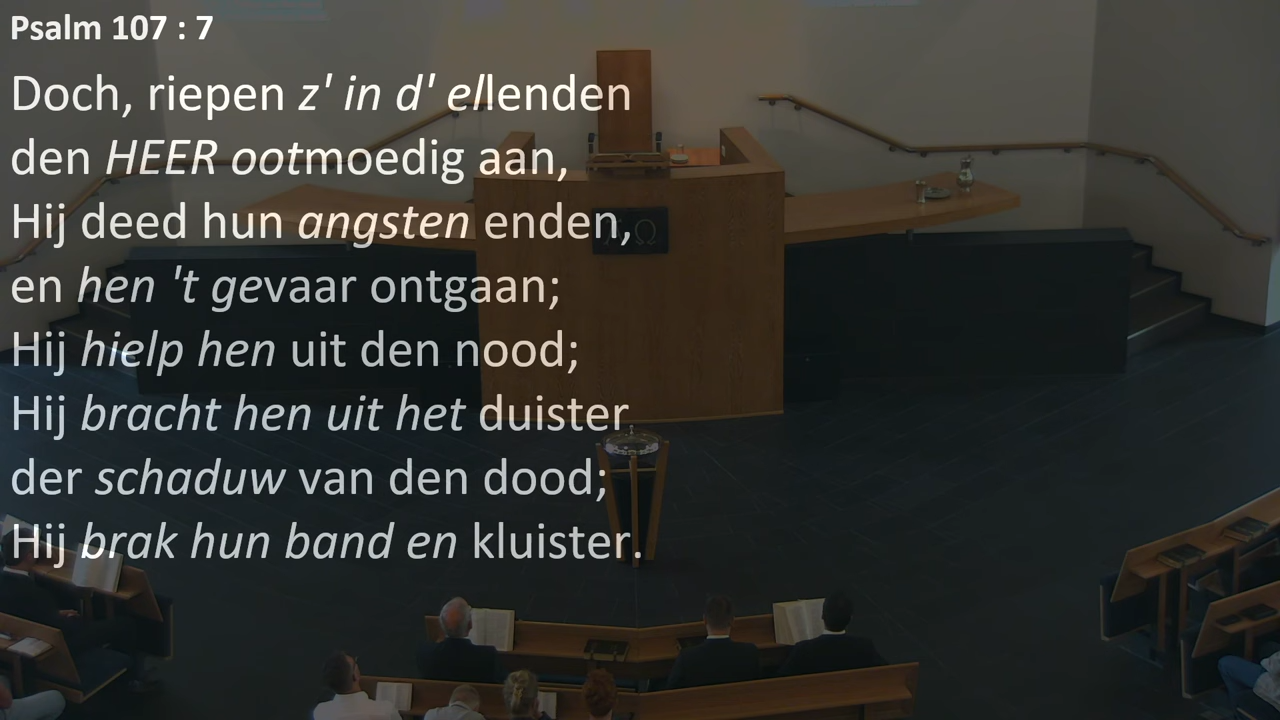 Psalm 107 : 7
Doch, riepen z' in d' ellenden
den HEER ootmoedig aan,
Hij deed hun angsten enden,
en hen 't gevaar ontgaan;
Hij hielp hen uit den nood;
Hij bracht hen uit het duister
der schaduw van den dood;
Hij brak hun band en kluister.
Ω